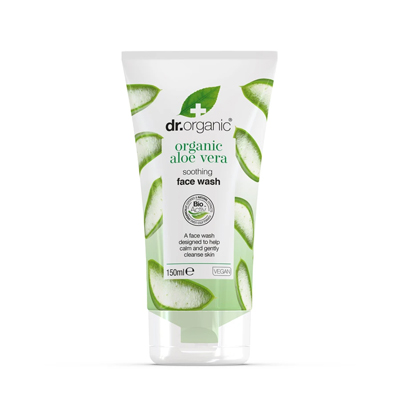 dr.organic®
organic
aloe vera
soothing
face wash
Bio
Activ
A face wash
designed to help
calm and gently
cleanse skin
150ml e
VEGAN